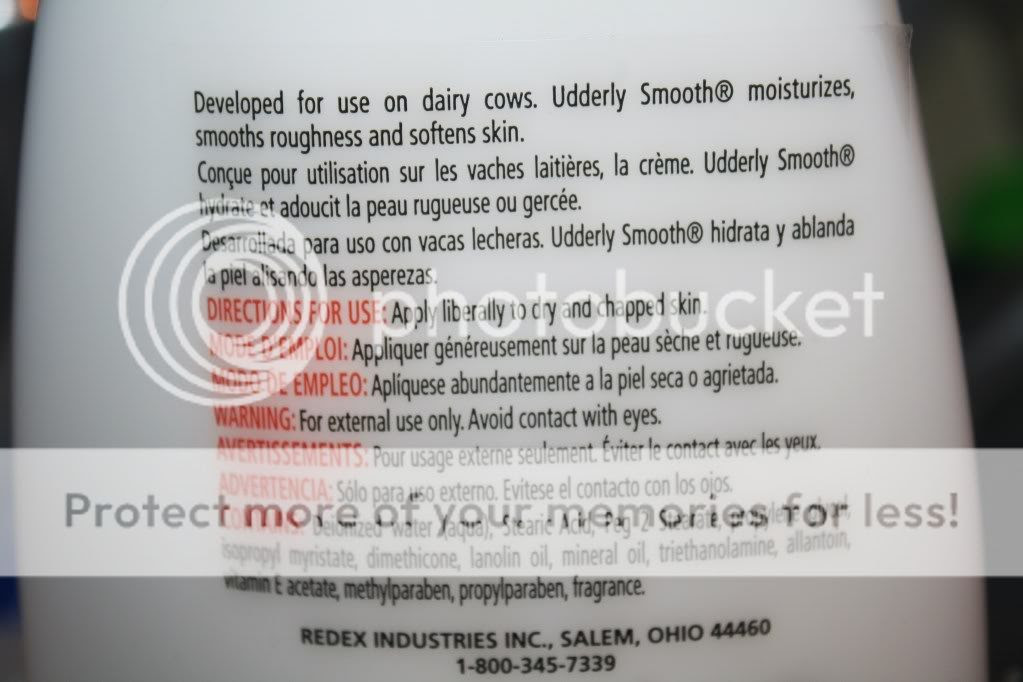 Developed for use on dairy cows. Udderly Smooth® moisturizes,
smooths roughness and softens skin.
Conçue pour utilisation sur les vaches laitières, la crème. Udderly Smooth®
hydrate et adoucit la peau rugueuse ou gercée.
Desarrollada para uso con vacas lecheras. Udderly Smooth® hidrata y ablanda
la piel alisando las asperezas.
DIRECTIONS FOR USE: Apply liberally to dry and chapped skin.
photobucket
MODE D'EMPLOI: Appliquer généreusement sur la peau sèche et rugueuse.
MODO DE EMPLEO: Aplíquese abundantemente a la piel seca o agrietada.
WARNING: For external use only. Avoid contact with eyes.
AVERTISSEMENTS: Pour usage externe seulement. Éviter le contact avec les yeux.
ADVERTENCIA: Sólo para uso externo. Evitese el contacto con los ojos.
Protect more of your memories for less!
Deionized water (aqua), Stearic Acid, Peg 2 Stearate,
isopropyl myristate, dimethicone, lanolin oil, mineral oil, triethanolamine, allantoin,
vitamin E acetate, methylparaben, propylparaben, fragrance.
REDEX INDUSTRIES INC., SALEM, OHIO 44460
1-800-345-7339